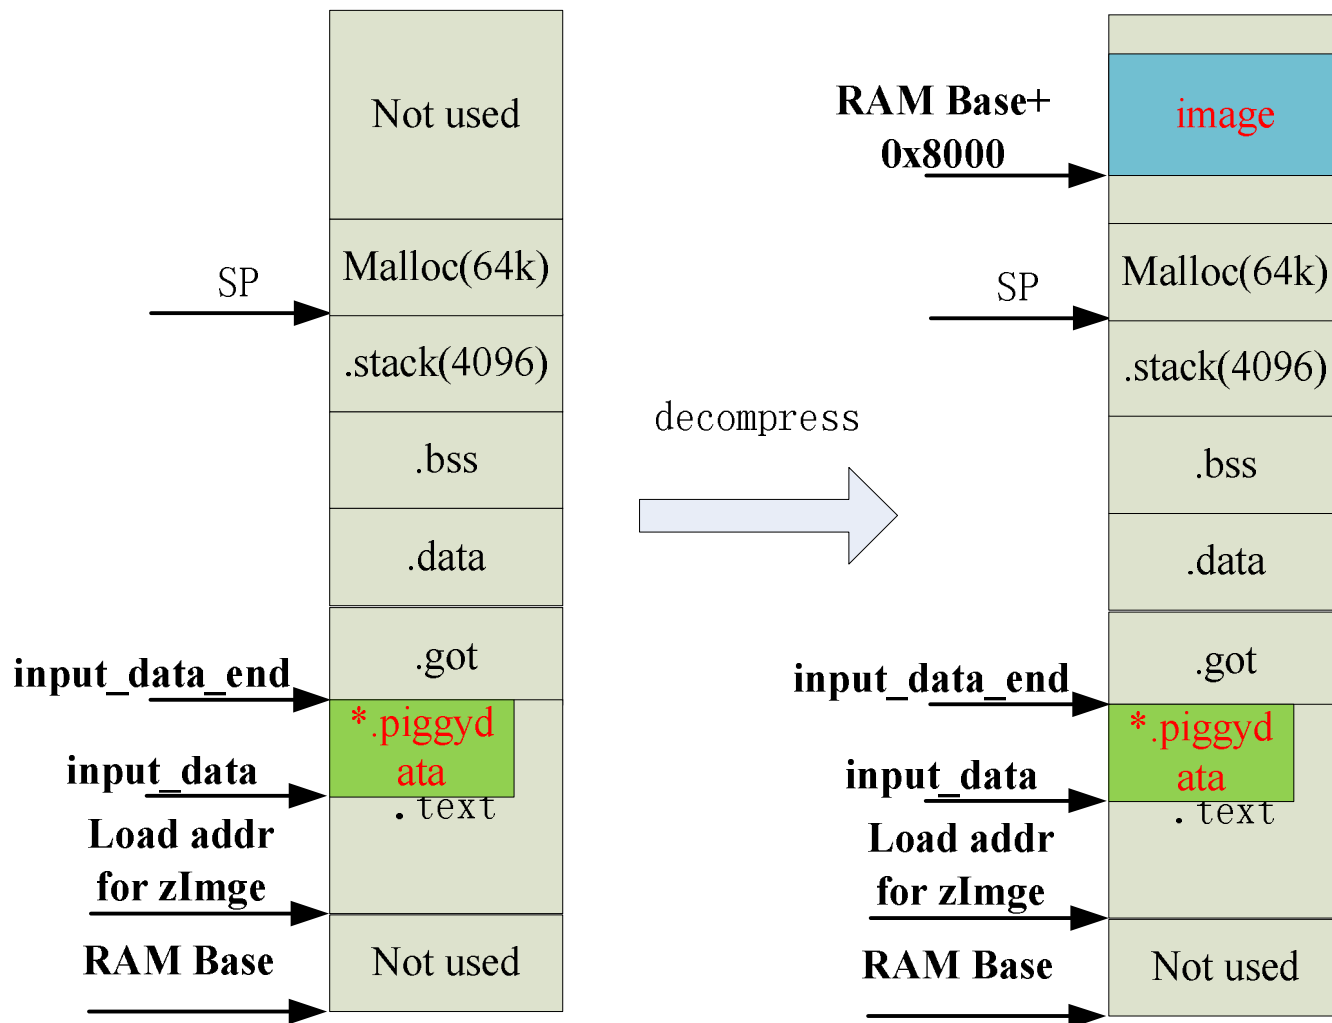 Not used
Malloc(64k)
SP
.stack(4096)
.bss
.data
.got
input_data_end
*.piggyd
ata
input_data
.text
Load addr
for zImge
RAM Base
Not used
decompress
RAM Base+
0x8000
image
Malloc(64k)
SP
.stack(4096)
.bss
.data
.got
input_data_end
*.piggyd
ata
input_data
.text
Load addr
for zImge
RAM Base
Not used